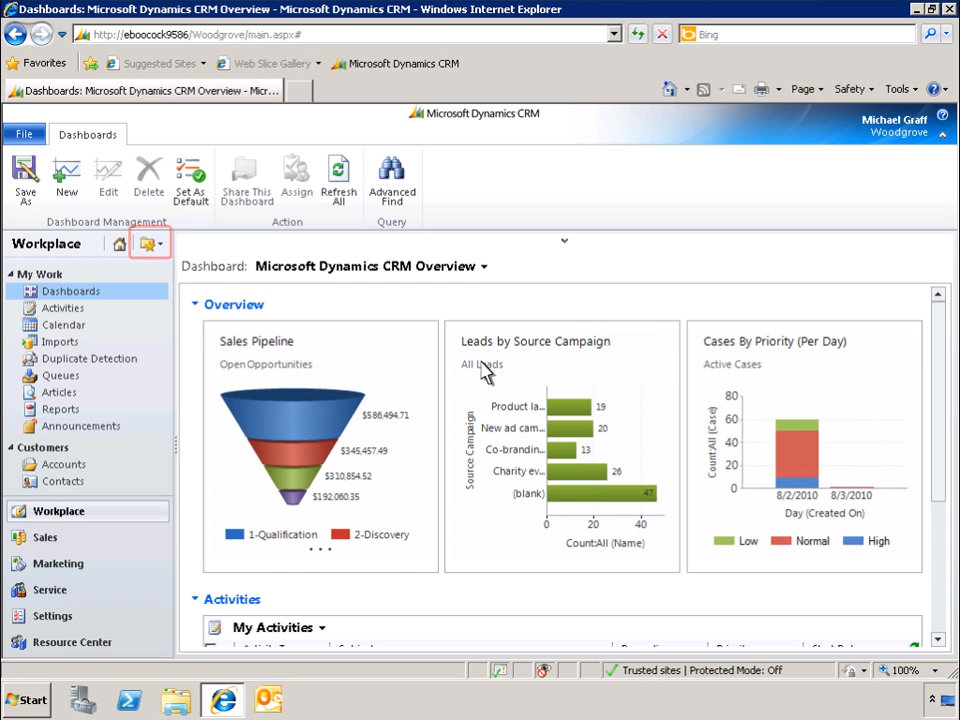 Dashboards: Microsoft Dynamics CRM Overview - Microsoft Dynamics CRM - Windows Internet Explorer
http://eboocock9586/Woodgrove/main.aspx#
Bing
Favorites
Suggested Sites
Web Slice Gallery
Microsoft Dynamics CRM
Dashboards: Microsoft Dynamics CRM Overview - Micr...
Page
Safety
Tools
Microsoft Dynamics CRM
Michael Graff
Woodgrove
File
Dashboards
Save As
New
Edit
Delete
Set As Default
Share This Dashboard
Assign
Refresh All
Advanced Find
Dashboard Management
Action
Query
Workplace
My Work
Dashboards
Activities
Calendar
Imports
Duplicate Detection
Queues
Articles
Reports
Announcements
Customers
Accounts
Contacts
Workplace
Sales
Marketing
Service
Settings
Resource Center
Dashboard: Microsoft Dynamics CRM Overview
Overview
Sales Pipeline
Open Opportunities
$586,494.71
$345,457.49
$310,854.52
$192,060.35
1-Qualification
2-Discovery
Leads by Source Campaign
All Leads
Source Campaign
Product la... 19
New ad cam... 20
Co-brandin... 13
Charity ev... 26
(blank) 47
0 20 40
Count:All (Name)
Cases By Priority (Per Day)
Active Cases
Count:All (Case)
80
60
40
20
0
8/2/2010 8/3/2010
Day (Created On)
Low Normal High
Activities
My Activities
Trusted sites | Protected Mode: Off
100%
Start